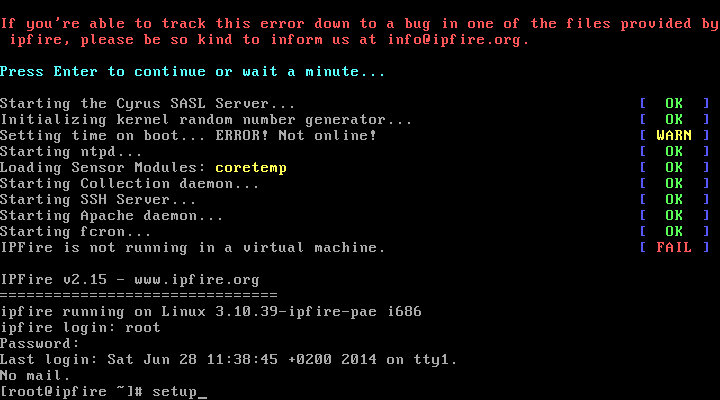 If you're able to track this error down to a bug in one of the files provided by
ipfire, please be so kind to inform us at info@ipfire.org.
Press Enter to continue or wait a minute...
Starting the Cyrus SASL Server... [ OK ]
Initializing kernel random number generator... [ OK ]
Setting time on boot... ERROR! Not online! [ WARN ]
Starting ntpd... [ OK ]
Loading Sensor Modules: coretemp [ OK ]
Starting Collection daemon... [ OK ]
Starting SSH Server... [ OK ]
Starting Apache daemon... [ OK ]
Starting fcron... [ OK ]
IPFire is not running in a virtual machine. [ FAIL ]
IPFire v2.15 - www.ipfire.org
===============================
ipfire running on Linux 3.10.39-ipfire-pae i686
ipfire login: root
Password:
Last login: Sat Jun 28 11:38:45 +0200 2014 on tty1.
No mail.
[root@ipfire ~]# setup_